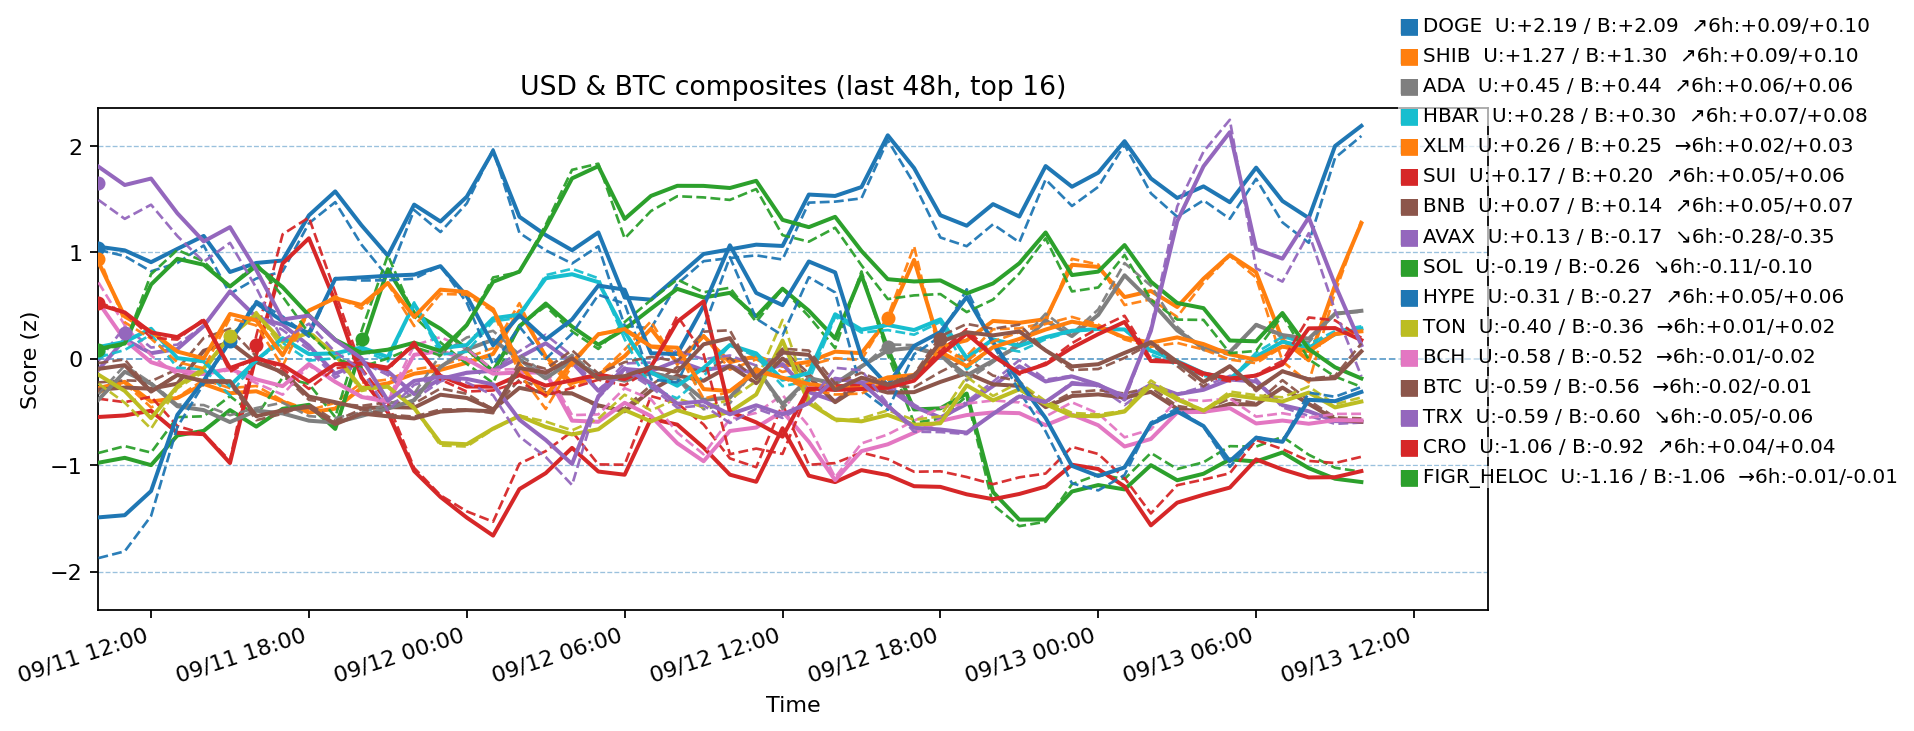 DOGE  U:+2.19 / B:+2.09  ↗6h:+0.09/+0.10
SHIB  U:+1.27 / B:+1.30  ↗6h:+0.09/+0.10
ADA  U:+0.45 / B:+0.44  ↗6h:+0.06/+0.06
HBAR  U:+0.28 / B:+0.30  ↗6h:+0.07/+0.08
XLM  U:+0.26 / B:+0.25  →6h:+0.02/+0.03
SUI  U:+0.17 / B:+0.20  ↗6h:+0.05/+0.06
BNB  U:+0.07 / B:+0.14  ↗6h:+0.05/+0.07
AVAX  U:+0.13 / B:-0.17  ↘6h:-0.28/-0.35
SOL  U:-0.19 / B:-0.26  ↘6h:-0.11/-0.10
HYPE  U:-0.31 / B:-0.27  ↗6h:+0.05/+0.06
TON  U:-0.40 / B:-0.36  →6h:+0.01/+0.02
BCH  U:-0.58 / B:-0.52  →6h:-0.01/-0.02
BTC  U:-0.59 / B:-0.56  →6h:-0.02/-0.01
TRX  U:-0.59 / B:-0.60  ↘6h:-0.05/-0.06
CRO  U:-1.06 / B:-0.92  ↗6h:+0.04/+0.04
FIGR_HELOC  U:-1.16 / B:-1.06  →6h:-0.01/-0.01
USD & BTC composites (last 48h, top 16)
Score (z)
2
1
0
−1
−2
09/11 12:00
09/11 18:00
09/12 00:00
09/12 06:00
09/12 12:00
09/12 18:00
09/13 00:00
09/13 06:00
09/13 12:00
Time